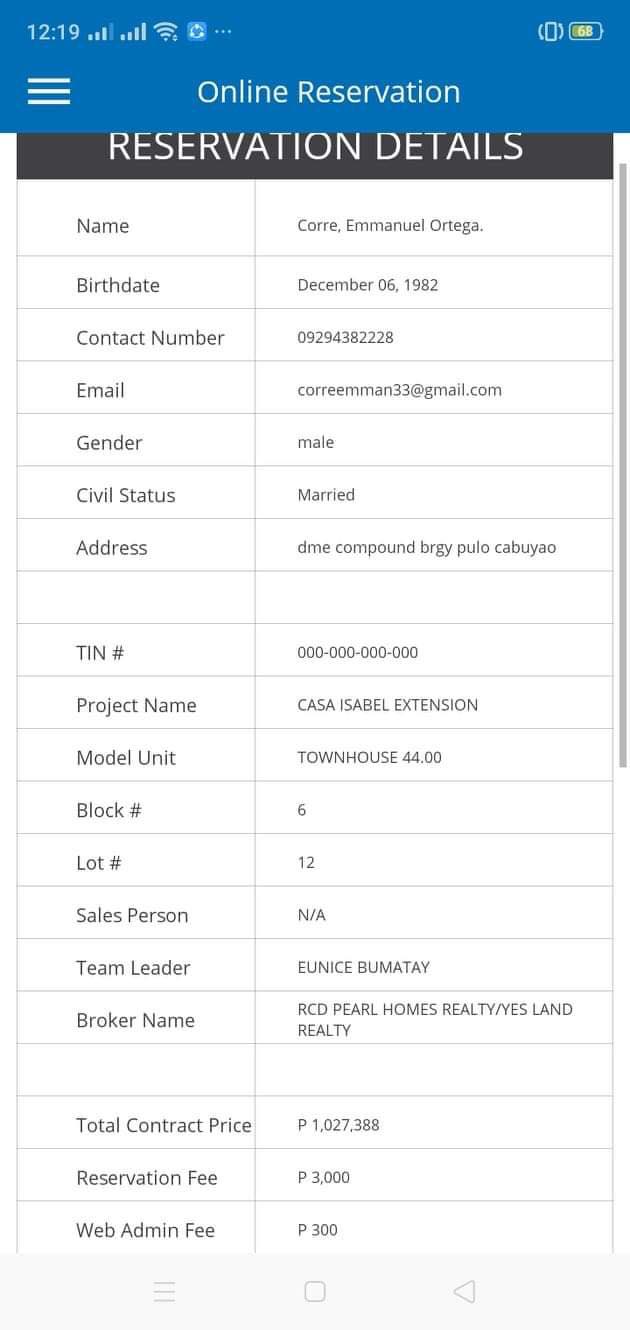 12:19
68
Online Reservation
RESERVATION DETAILS
Name Corre, Emmanuel Ortega.
Birthdate December 06, 1982
Contact Number 09294382228
Email correemman33@gmail.com
Gender male
Civil Status Married
Address dme compound brgy pulo cabuyao
TIN # 000-000-000-000
Project Name CASA ISABEL EXTENSION
Model Unit TOWNHOUSE 44.00
Block # 6
Lot # 12
Sales Person N/A
Team Leader EUNICE BUMATAY
Broker Name RCD PEARL HOMES REALTY/YES LAND
REALTY
Total Contract Price P 1,027,388
Reservation Fee P 3,000
Web Admin Fee P 300